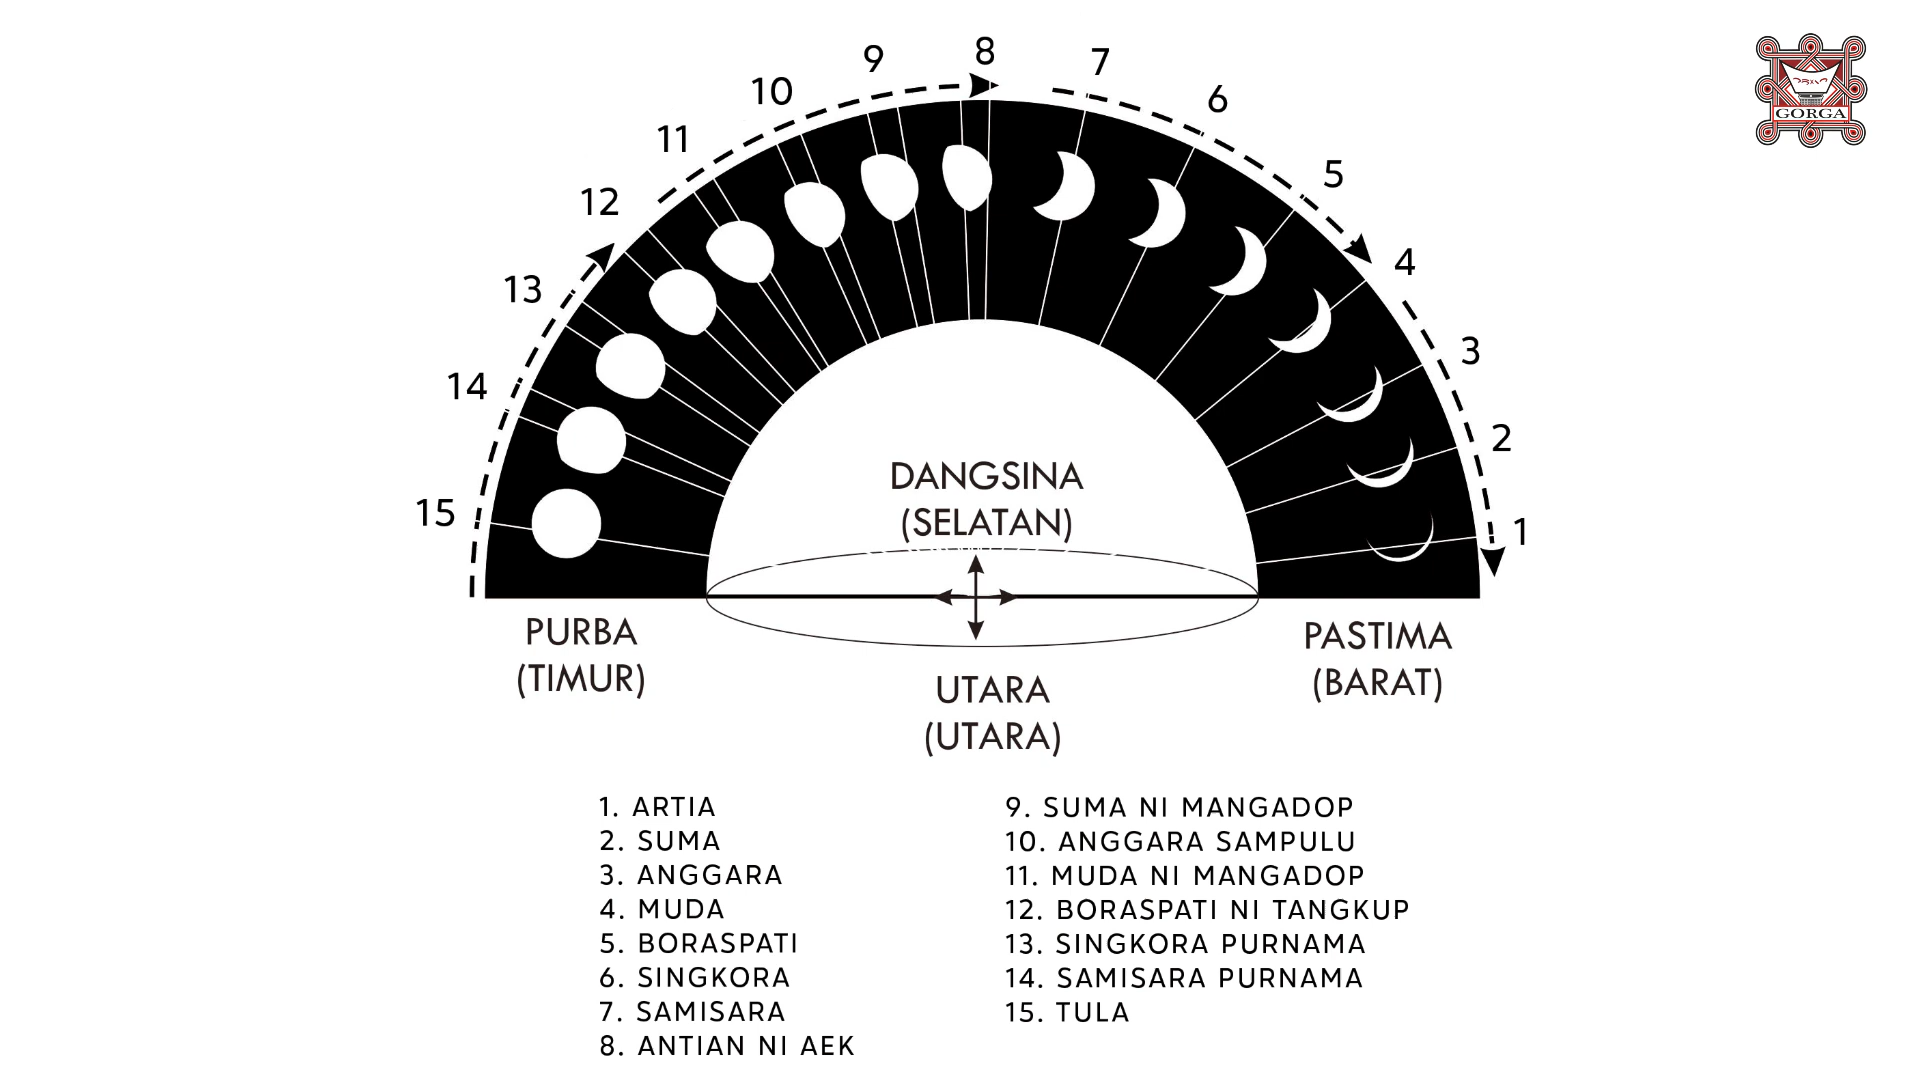 8
9
7
10
6
GORGA
11
5
12
4
13
3
14
2
DANGSINA
(SELATAN)
15
1
PURBA
(TIMUR)
PASTIMA
(BARAT)
UTARA
(UTARA)
1. ARTIA
2. SUMA
3. ANGGARA
4. MUDA
5. BORASPATI
6. SINGKORA
7. SAMISARA
8. ANTIAN NI AEK
9. SUMA NI MANGADOP
10. ANGGARA SAMPULU
11. MUDA NI MANGADOP
12. BORASPATI NI TANGKUP
13. SINGKORA PURNAMA
14. SAMISARA PURNAMA
15. TULA